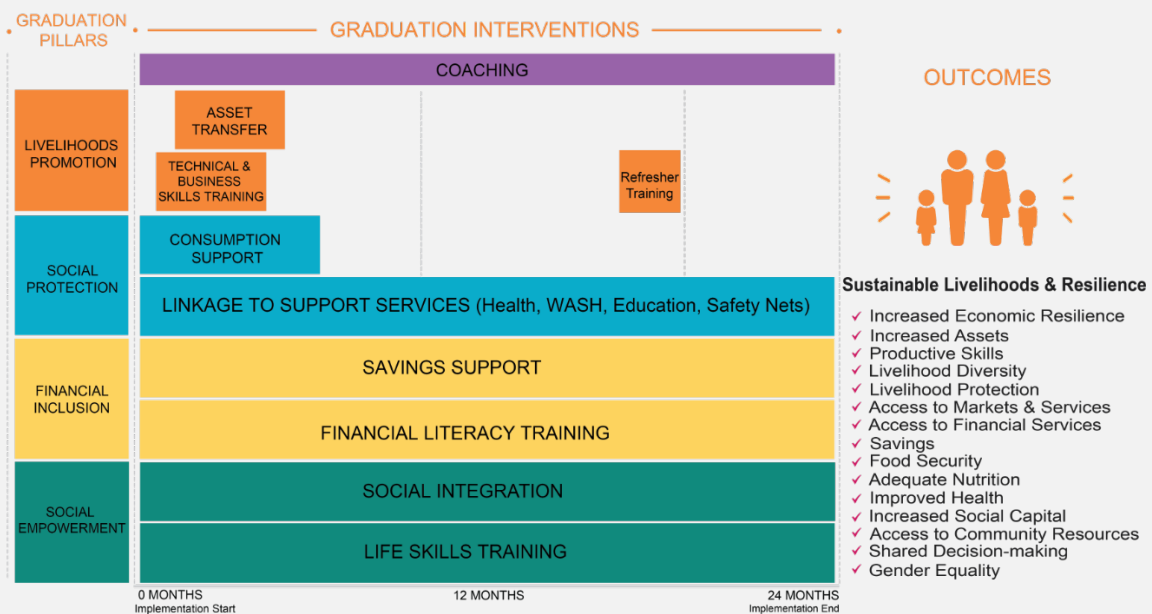 GRADUATION
PILLARS
GRADUATION INTERVENTIONS
COACHING
OUTCOMES
LIVELIHOODS
PROMOTION
ASSET
TRANSFER
TECHNICAL &
BUSINESS
SKILLS TRAINING
Refresher
Training
SOCIAL
PROTECTION
CONSUMPTION
SUPPORT
LINKAGE TO SUPPORT SERVICES (Health, WASH, Education, Safety Nets)
FINANCIAL
INCLUSION
SAVINGS SUPPORT
FINANCIAL LITERACY TRAINING
SOCIAL
EMPOWERMENT
SOCIAL INTEGRATION
LIFE SKILLS TRAINING
0 MONTHS
Implementation Start
12 MONTHS
24 MONTHS
Implementation End
Sustainable Livelihoods & Resilience
Increased Economic Resilience
Increased Assets
Productive Skills
Livelihood Diversity
Livelihood Protection
Access to Markets & Services
Access to Financial Services
Savings
Food Security
Adequate Nutrition
Improved Health
Increased Social Capital
Access to Community Resources
Shared Decision-making
Gender Equality